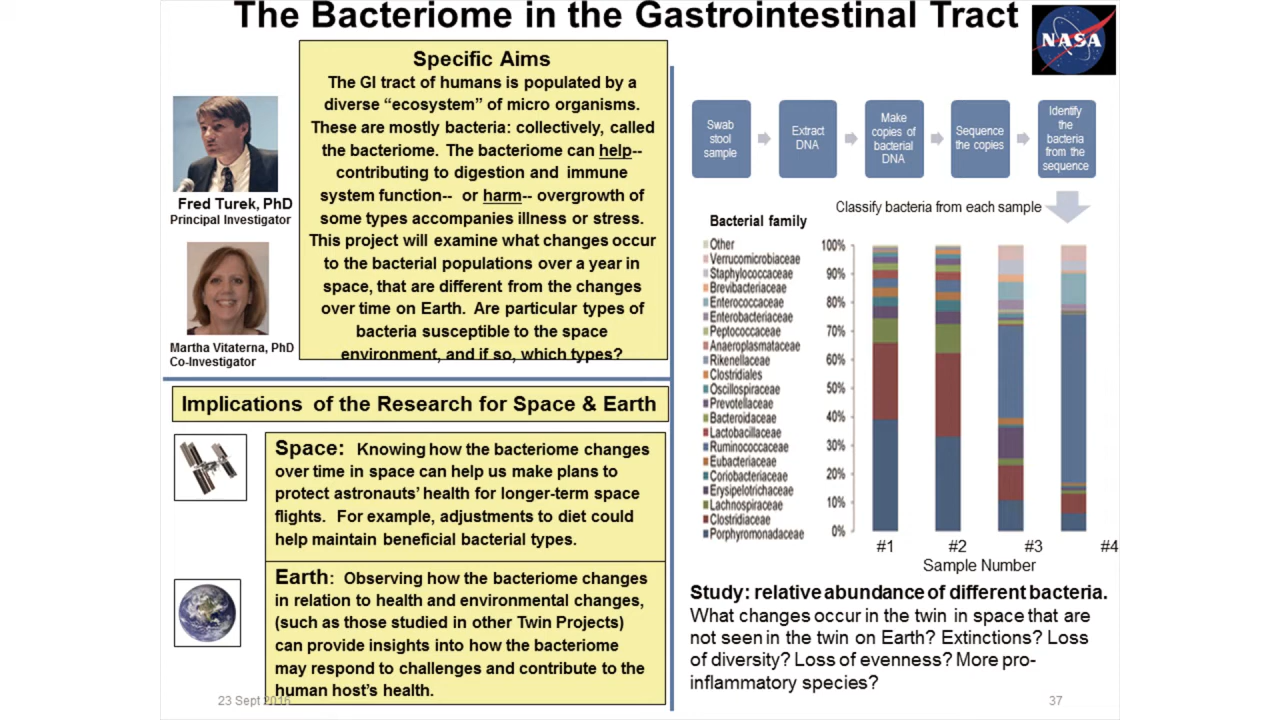 The Bacteriome in the Gastrointestinal Tract
NASA
Fred Turek, PhD
Principal Investigator
Martha Vitaterna, PhD
Co-Investigator
Specific Aims
The GI tract of humans is populated by a
diverse “ecosystem” of micro organisms.
These are mostly bacteria: collectively, called
the bacteriome. The bacteriome can help--
contributing to digestion and immune
system function-- or harm-- overgrowth of
some types accompanies illness or stress.
This project will examine what changes occur
to the bacterial populations over a year in
space, that are different from the changes
over time on Earth. Are particular types of
bacteria susceptible to the space
environment, and if so, which types?
Implications of the Research for Space & Earth
Space: Knowing how the bacteriome changes
over time in space can help us make plans to
protect astronauts’ health for longer-term space
flights. For example, adjustments to diet could
help maintain beneficial bacterial types.
Earth: Observing how the bacteriome changes
in relation to health and environmental changes,
(such as those studied in other Twin Projects)
can provide insights into how the bacteriome
may respond to challenges and contribute to the
human host’s health.
23 Sept 2016
Swab
stool
sample
Extract
DNA
Make
copies of
bacterial
DNA
Sequence
the copies
Identify
the
bacteria
from the
sequence
Classify bacteria from each sample
Bacterial family
Other
Verrucomicrobiaceae
Staphylococcaceae
Brevibacteriaceae
Enterococcaceae
Enterobacteriaceae
Peptococcaceae
Anaeroplasmataceae
Rikenellaceae
Clostridiales
Oscillospiraceae
Prevotellaceae
Bacteroidaceae
Lactobacillaceae
Ruminococcaceae
Eubacteriaceae
Coriobacteriaceae
Erysipelotrichaceae
Lachnospiraceae
Clostridiaceae
Porphyromonadaceae
100%
90%
80%
70%
60%
50%
40%
30%
20%
10%
0%
#1 #2 #3 #4
Sample Number
Study: relative abundance of different bacteria.
What changes occur in the twin in space that are
not seen in the twin on Earth? Extinctions? Loss
of diversity? Loss of evenness? More pro-
inflammatory species?
37